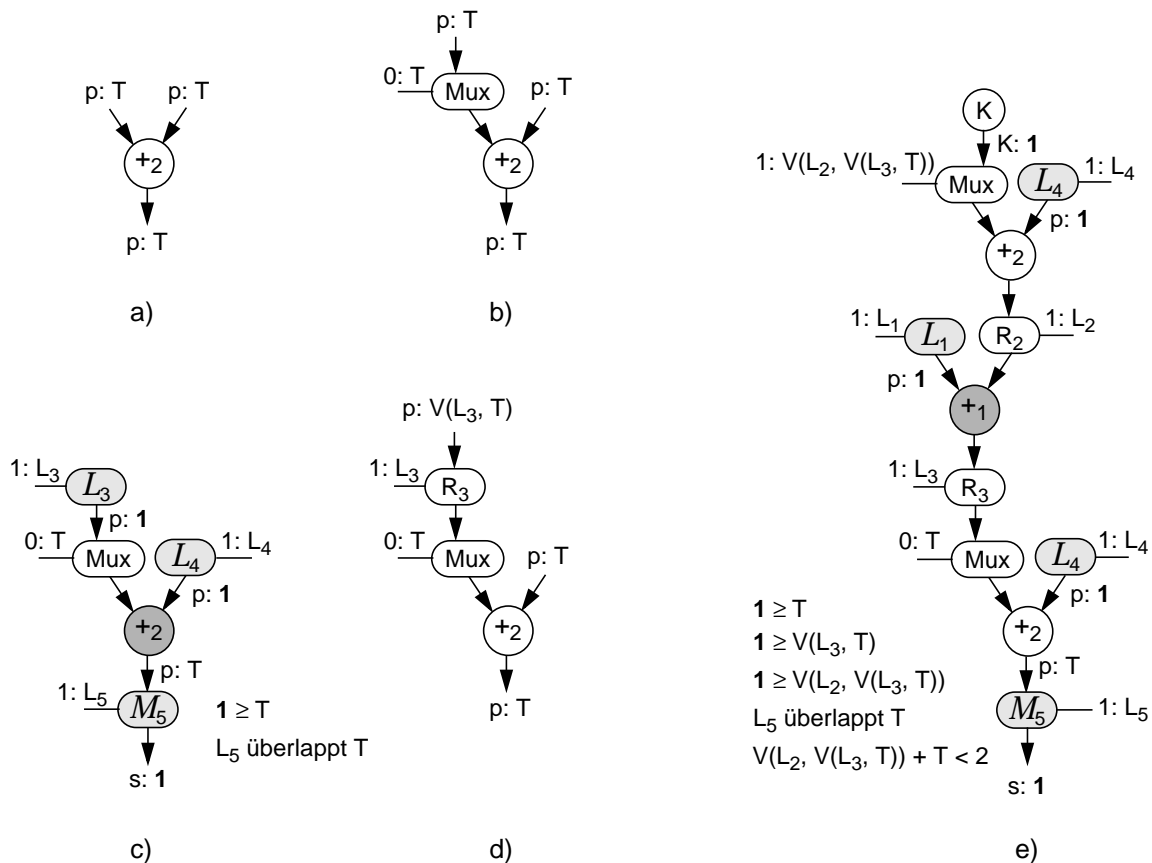 p: T p: T
+2
p: T
a)
p: T
0: T Mux p: T
+2
p: T
b)
1: L3 L3
p: 1
0: T Mux L4 1: L4
p: 1
+2
p: T
1: L5 M5
1 ≥ T
L5 überlappt T
s: 1
c)
p: V(L3, T)
1: L3 R3
0: T Mux p: T
+2
p: T
d)
K
K: 1
1: V(L2, V(L3, T)) Mux L4 1: L4
p: 1
+2
1: L1 L1 R2 1: L2
p: 1
+1
1: L3 R3
0: T Mux L4 1: L4
p: 1
+2
p: T
M5 1: L5
s: 1
1 ≥ T
1 ≥ V(L3, T)
1 ≥ V(L2, V(L3, T))
L5 überlappt T
V(L2, V(L3, T)) + T < 2
e)